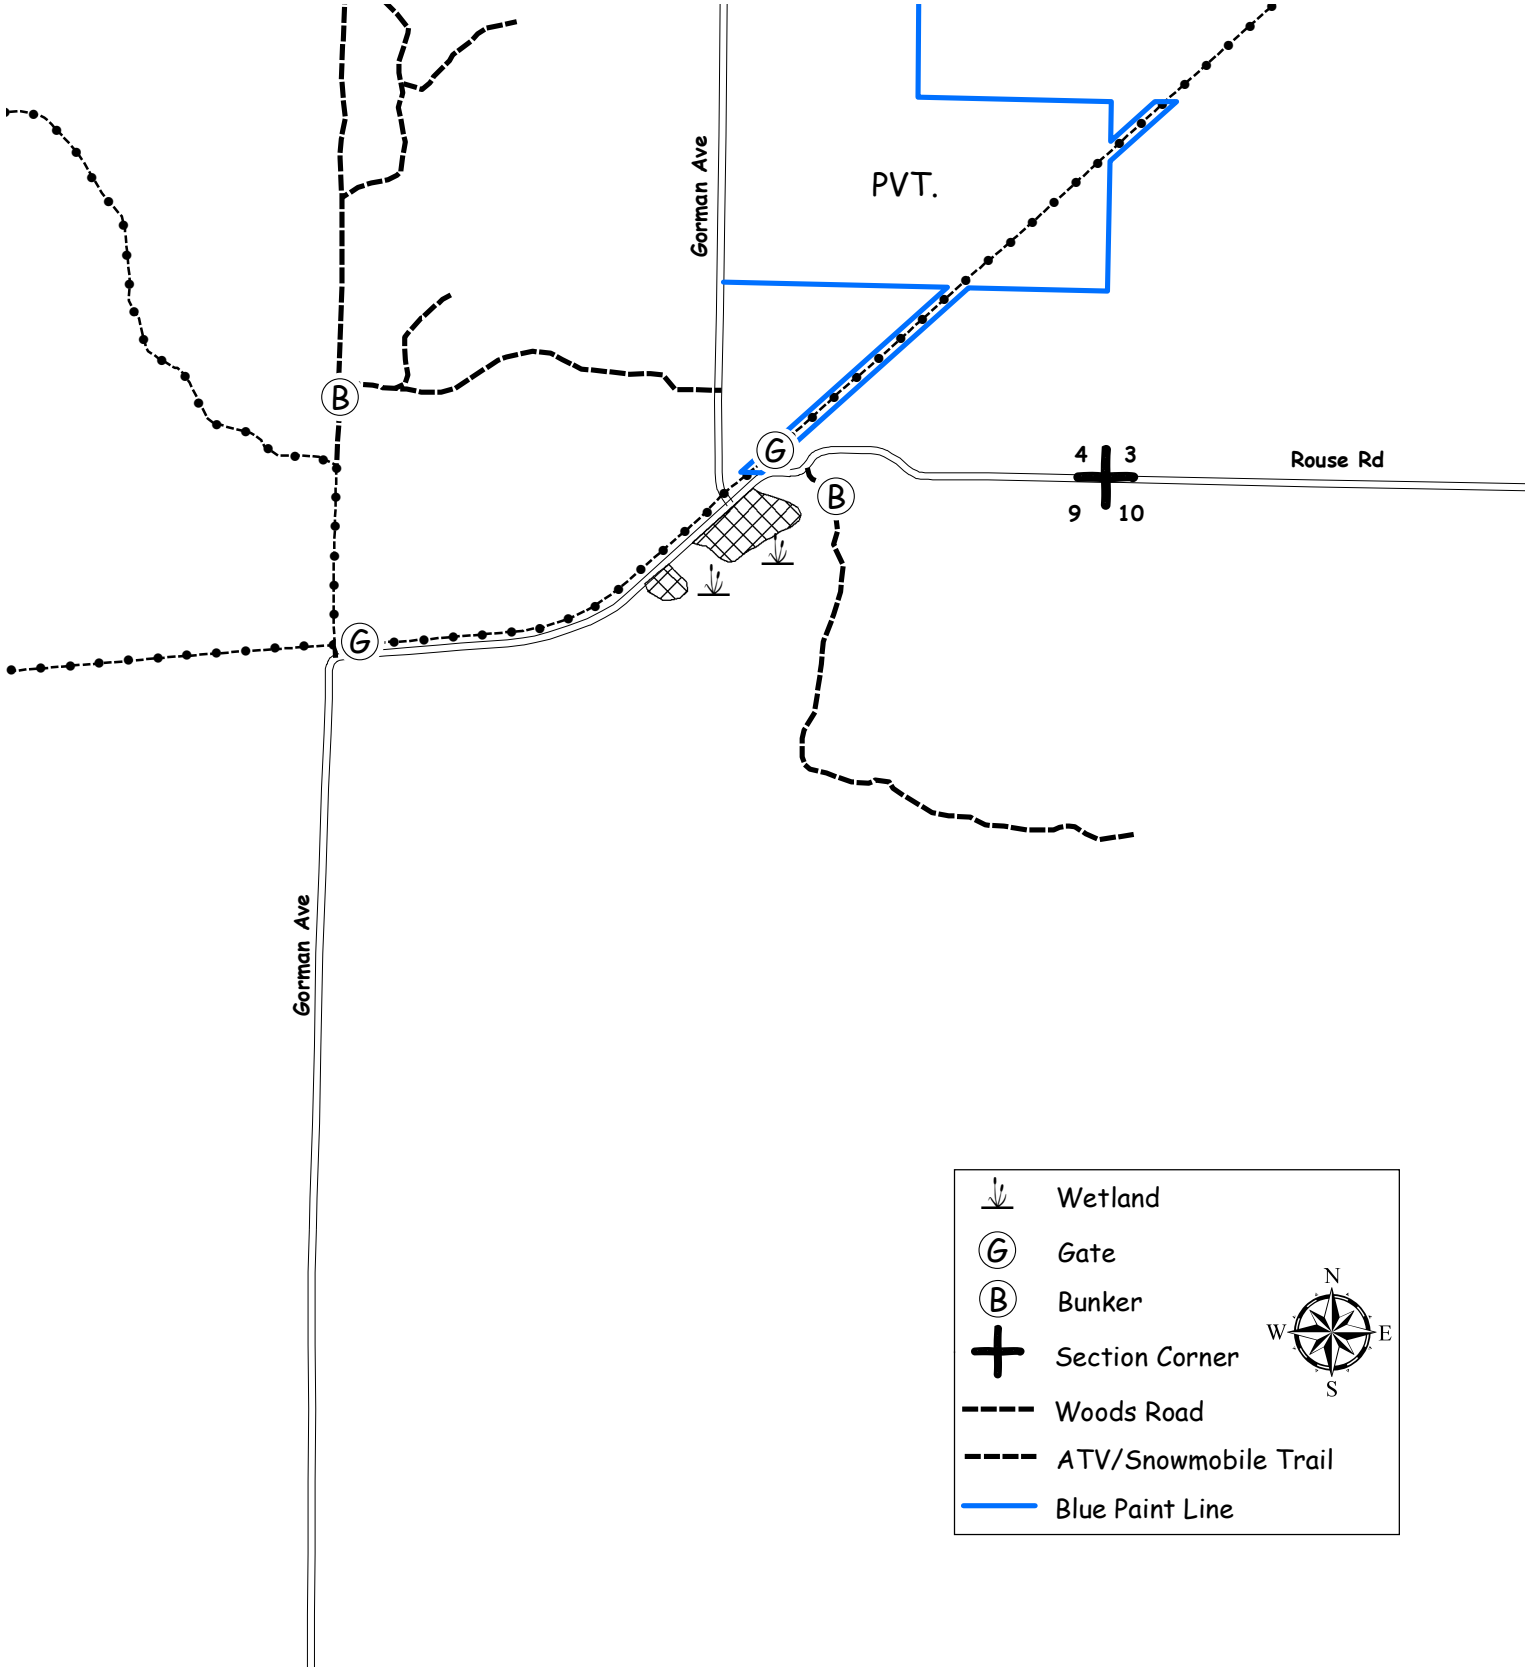 Gorman Ave
PVT.
B
G
4 3
Rouse Rd
B
9 10
G
Gorman Ave
Wetland
G Gate
B Bunker
Section Corner
N
W E
S
Woods Road
ATV/Snowmobile Trail
Blue Paint Line